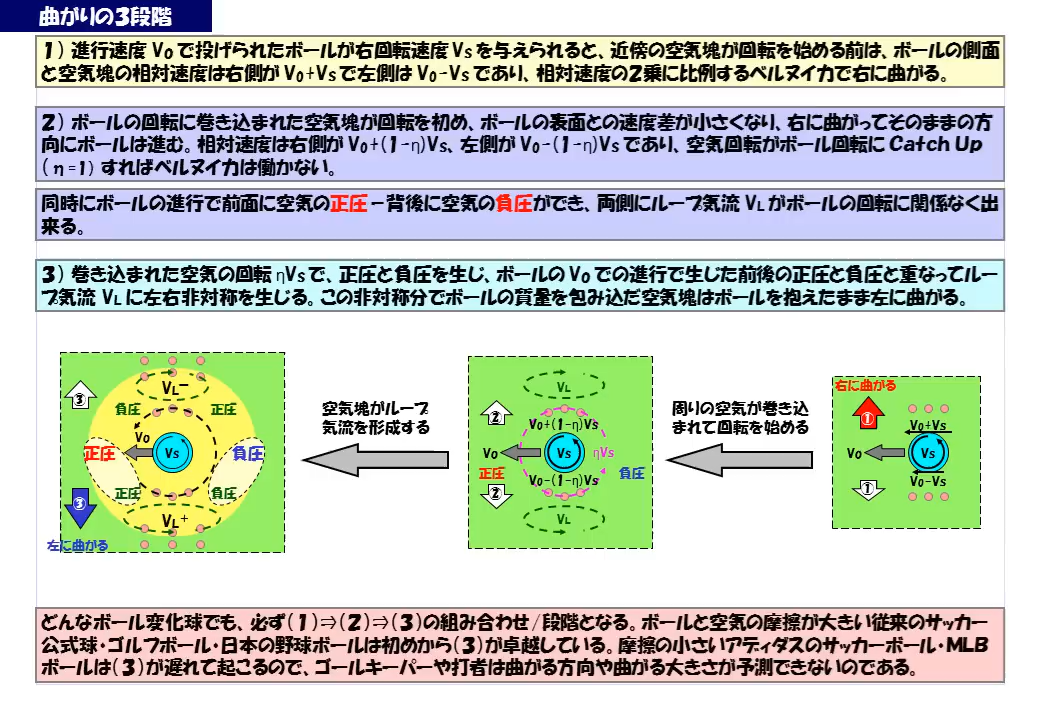 曲がりの3段階
1) 進行速度 V0 で投げられたボールが右回転速度 Vs を与えられると、近傍の空気塊が回転を始める前は、ボールの側面
と空気塊の相対速度は右側が V0+Vs で左側は V0-Vs であり、相対速度の2乗に比例するベルヌイ力で右に曲がる。
2) ボールの回転に巻き込まれた空気塊が回転を初め、ボールの表面との速度差が小さくなり、右に曲がってそのままの方
向にボールは進む。相対速度は右側が V0+(1-η)Vs、左側が V0-(1-η)Vs であり、空気回転がボール回転に Catch Up
(η=1) すればベルヌイ力は働かない。
同時にボールの進行で前面に空気の正圧-背後に空気の負圧ができ、両側にループ気流 VL がボールの回転に関係なく出
来る。
3) 巻き込まれた空気の回転 ηVs で、正圧と負圧を生じ、ボールの V0 での進行で生じた前後の正圧と負圧と重なってルー
プ気流 VL に左右非対称を生じる。この非対称分でボールの質量を包み込だ空気塊はボールを抱えたまま左に曲がる。
③
VL-
負圧
正圧
V0
正圧
Vs
負圧
正圧
負圧
③
VL+
左に曲がる
空気塊がループ
気流を形成する
VL
②
V0+(1-η)Vs
V0
Vs
ηVs
正圧
負圧
V0-(1-η)Vs
②
VL
周りの空気が巻き込
まれて回転を始める
右に曲がる
①
V0+Vs
V0
Vs
V0-Vs
①
どんなボール変化球でも、必ず(1)⇒(2)⇒(3)の組み合わせ/段階となる。ボールと空気の摩擦が大きい従来のサッカー
公式球・ゴルフボール・日本の野球ボールは初めから(3)が卓越している。摩擦の小さいアディダスのサッカーボール・MLB
ボールは(3)が遅れて起こるので、ゴールキーパーや打者は曲がる方向や曲がる大きさが予測できないのである。